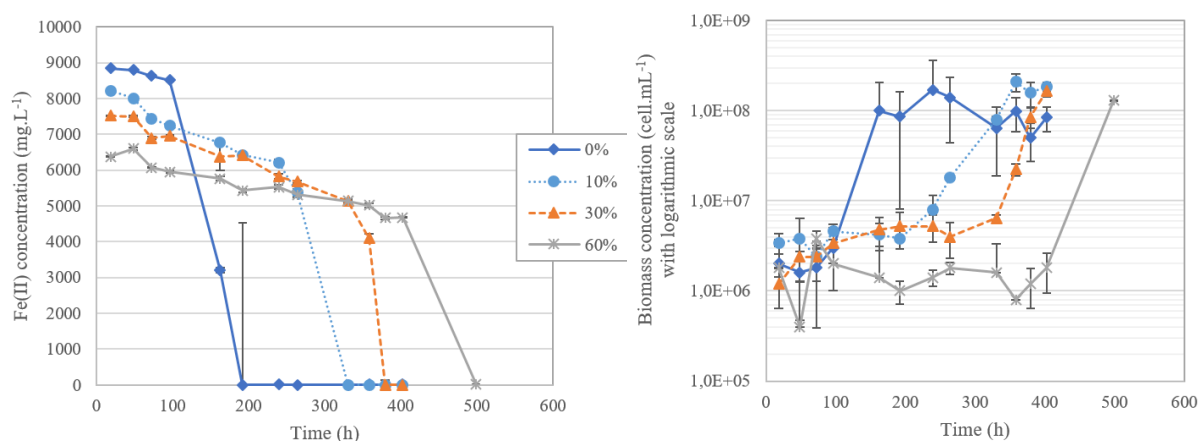 10000
9000
8000
7000
6000
5000
4000
3000
2000
1000
0
0 100 200 300 400 500 600
Fe(II) concentration (mg.L-1)
Time (h)
0%
10%
30%
60%
1,0E+09
1,0E+08
1,0E+07
1,0E+06
1,0E+05
0 100 200 300 400 500 600
Biomass concentration (cell.mL-1)
with logarithmic scale
Time (h)